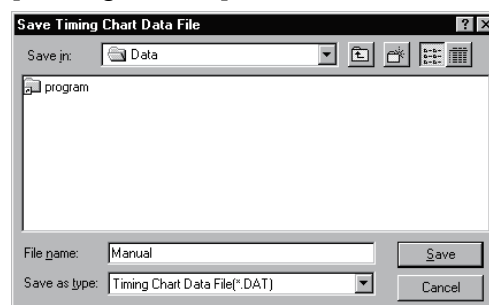 Save Timing Chart Data File
Save in: Data
program
File name: Manual Save
Save as type: Timing Chart Data File(*.DAT) Cancel